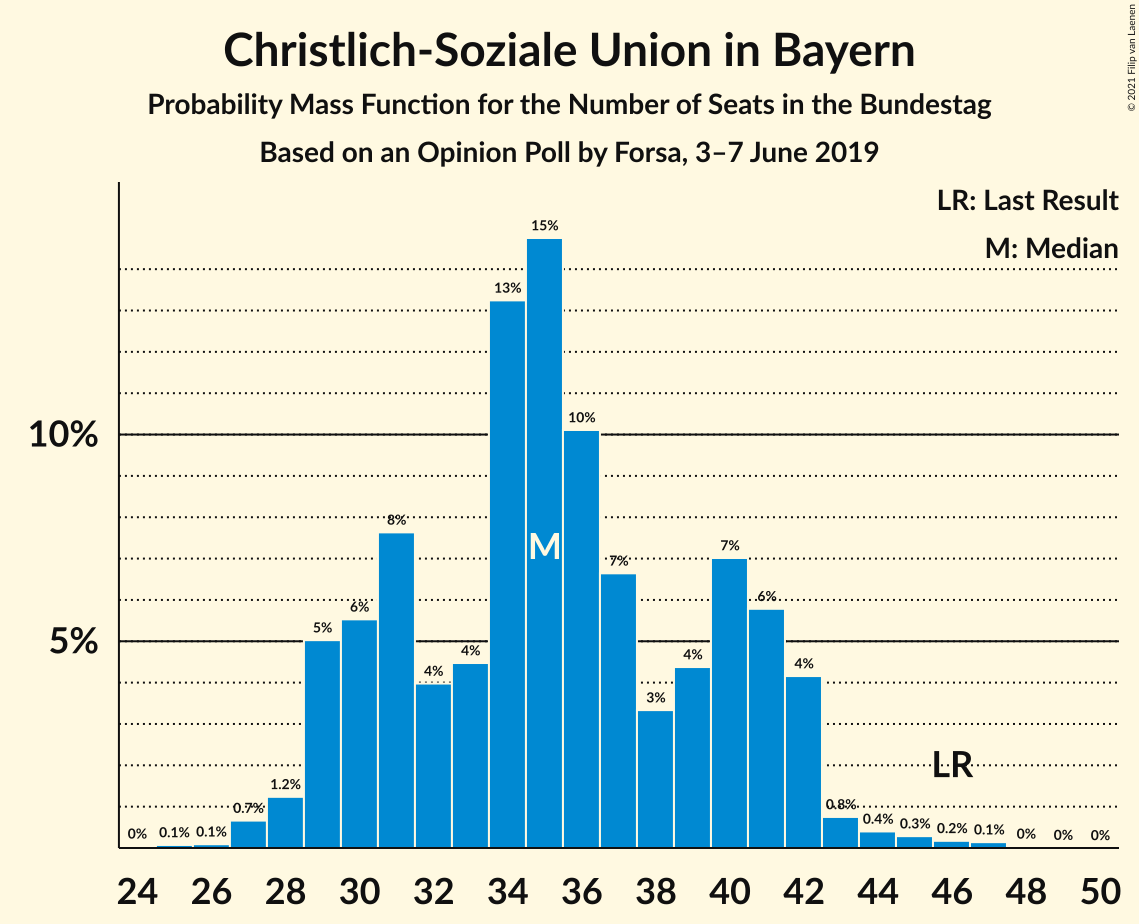 Christlich-Soziale Union in Bayern
Probability Mass Function for the Number of Seats in the Bundestag
Based on an Opinion Poll by Forsa, 3–7 June 2019
© 2021 Filip van Laenen
LR: Last Result
M: Median
10%
5%
0% 0.1% 0.1% 0.7% 1.2% 5% 6% 8% 4% 4% 13% 15% 10% 7% 3% 4% 7% 6% 4% 0.8% 0.4% 0.3% 0.2% 0.1% 0% 0% 0%
M
LR
24 26 28 30 32 34 36 38 40 42 44 46 48 50